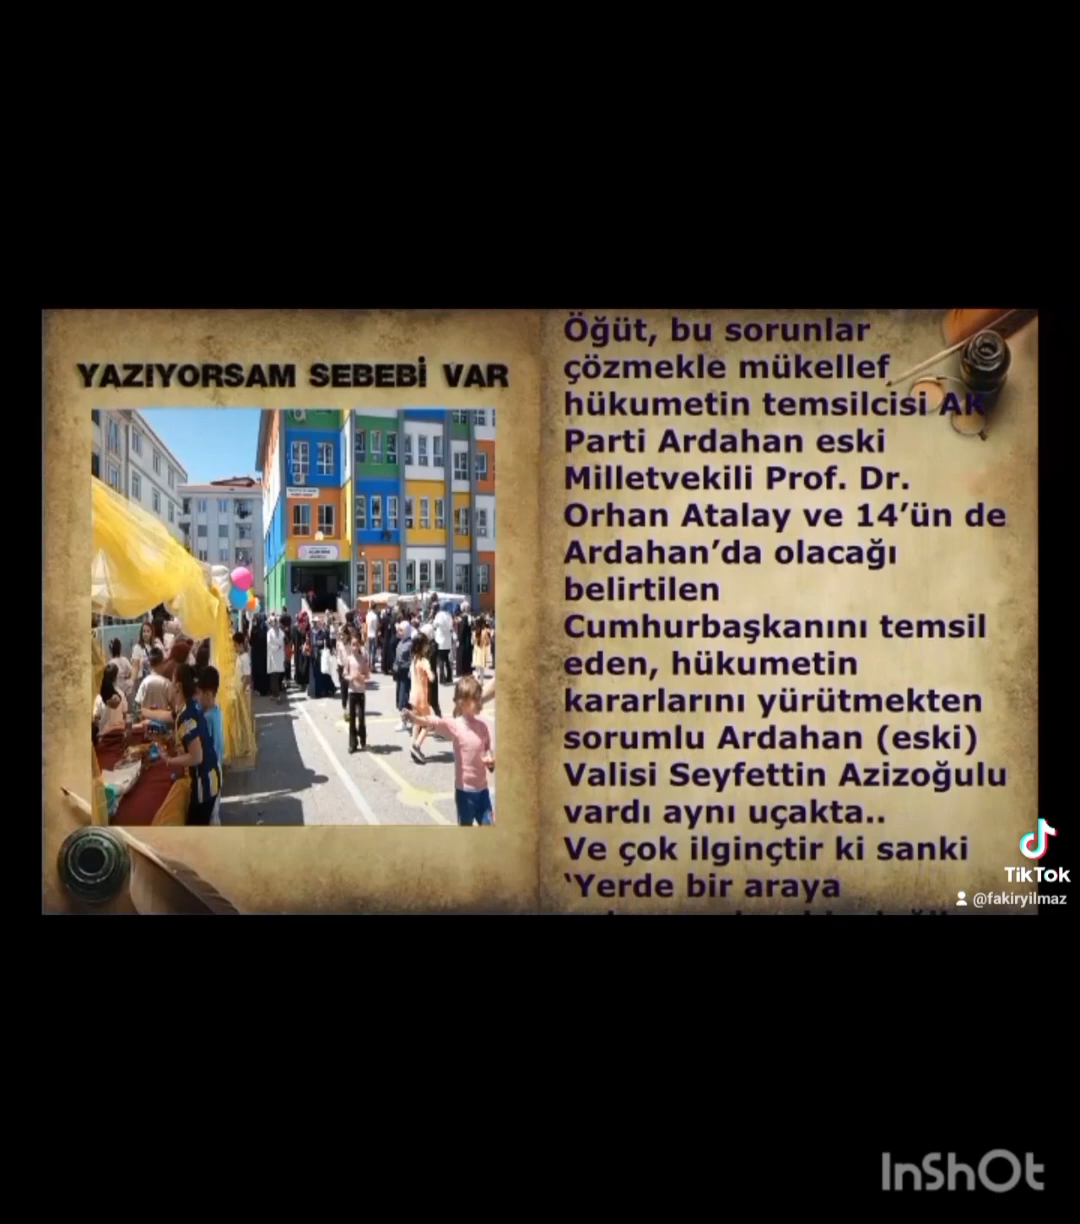 YAZIYORSAM SEBEBİ VAR
Öğüt, bu sorunlar
çözmekle mükellef
hükumetin temsilcisi AK
Parti Ardahan eski
Milletvekili Prof. Dr.
Orhan Atalay ve 14’ün de
Ardahan’da olacağı
belirtilen
Cumhurbaşkanını temsil
eden, hükumetin
kararlarını yürütmekten
sorumlu Ardahan (eski)
Valisi Seyfettin Azizoğulu
vardı aynı uçakta..
Ve çok ilginçtir ki sanki
‘Yerde bir araya
TikTok
@fakiryilmaz
InShOt